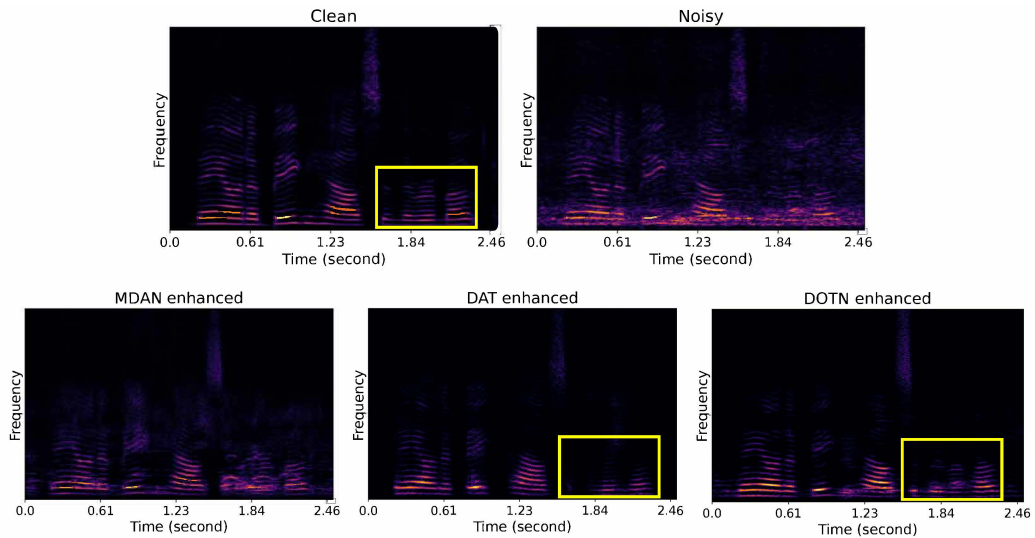 Clean
Noisy
Frequency
Frequency
0.0 0.61 1.23 1.84 2.46
0.0 0.61 1.23 1.84 2.46
Time (second)
Time (second)
MDAN enhanced
DAT enhanced
DOTN enhanced
Frequency
Frequency
Frequency
0.0 0.61 1.23 1.84 2.46
0.0 0.61 1.23 1.84 2.46
0.0 0.61 1.23 1.84 2.46
Time (second)
Time (second)
Time (second)